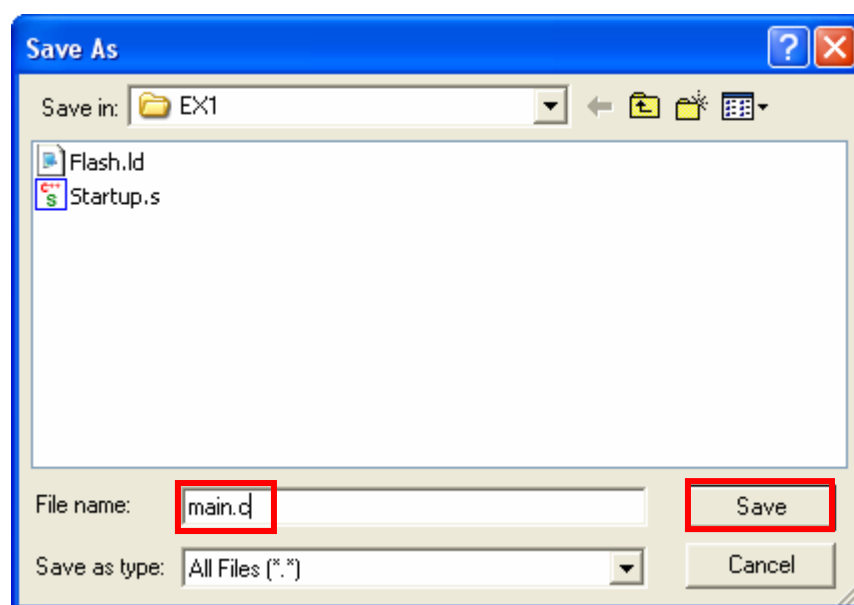 Save As
Save in: EX1
Flash.ld
C++ S Startup.s
File name: main.c Save
Save as type: All Files (*.*) Cancel